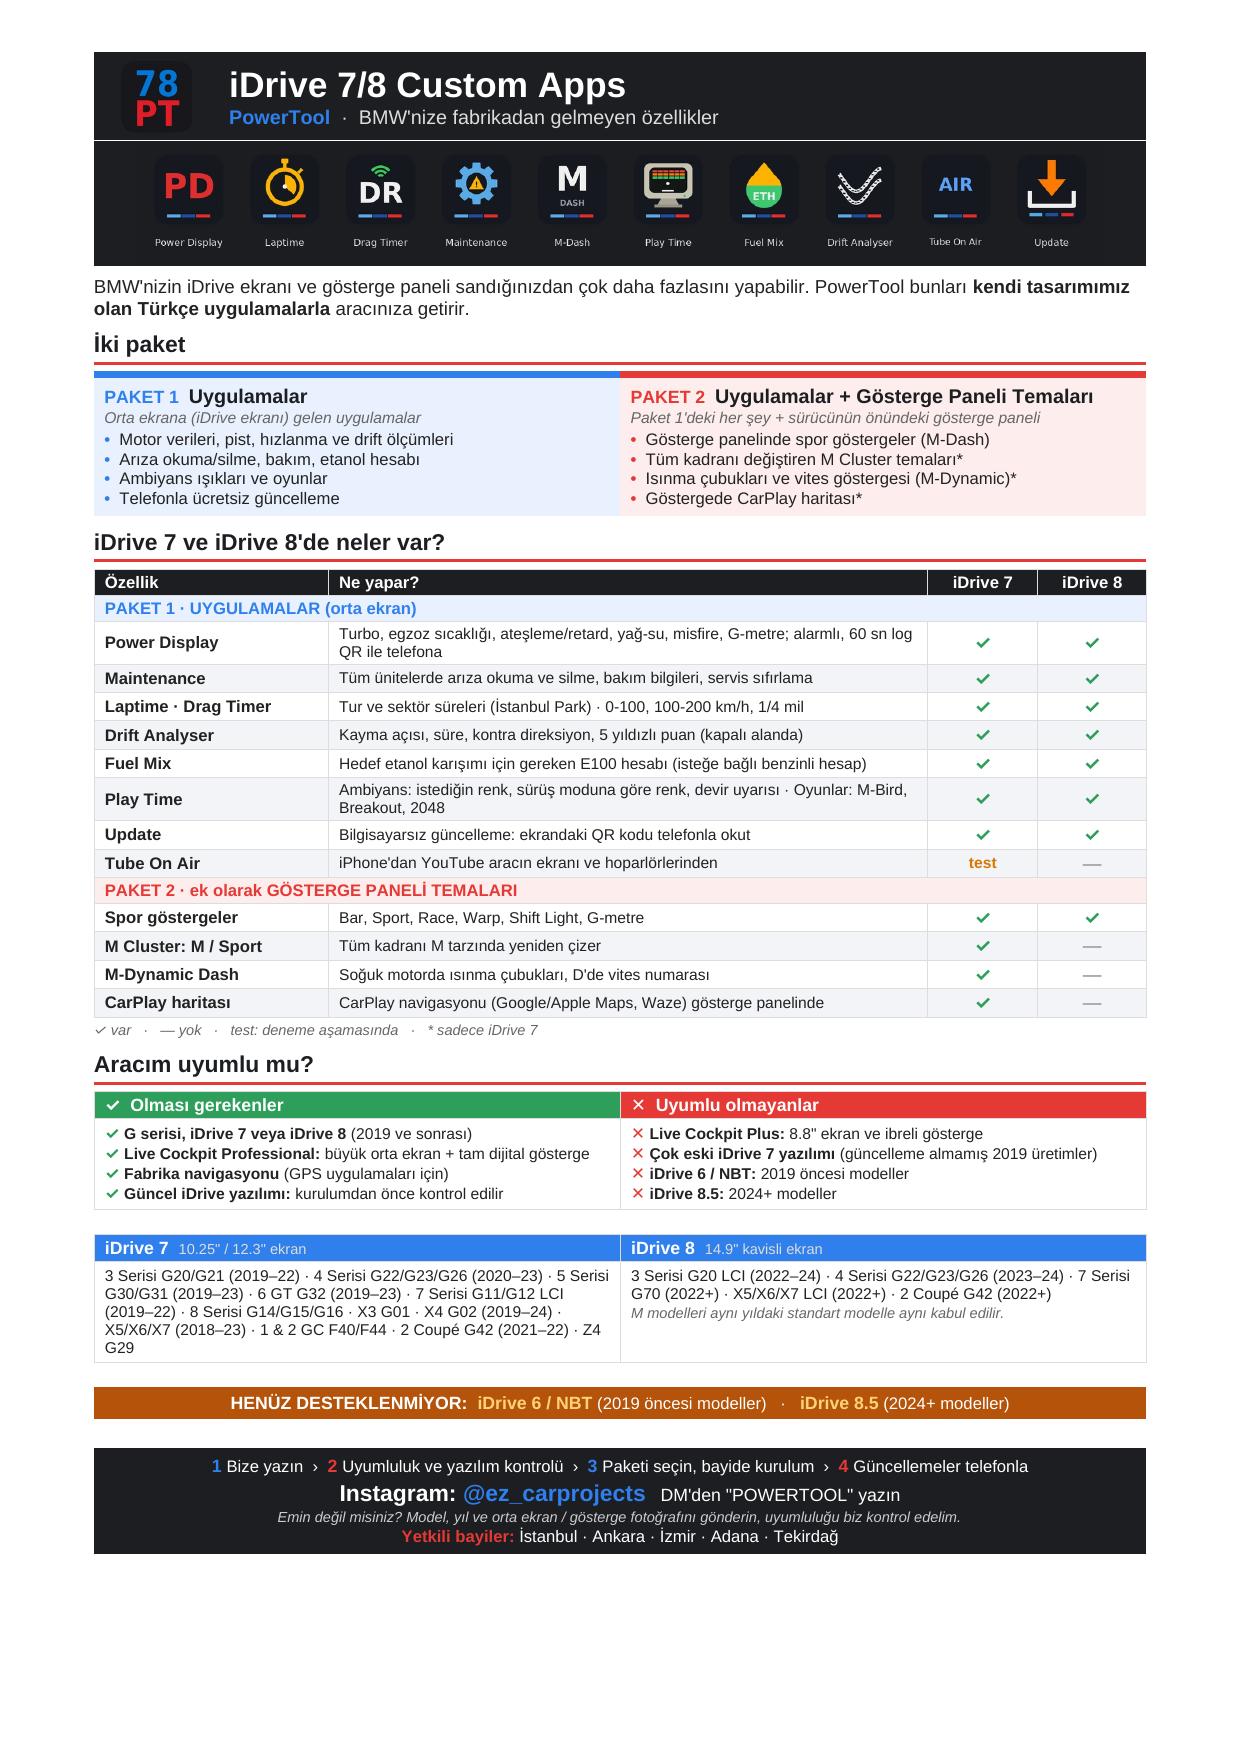 78
PT
iDrive 7/8 Custom Apps
PowerTool · BMW'nize fabrikadan gelmeyen özellikler
PD
DR
M
DASH
ETH
AIR
Power Display
Laptime
Drag Timer
Maintenance
M-Dash
Play Time
Fuel Mix
Drift Analyser
Tube On Air
Update
BMW'nizin iDrive ekranı ve gösterge paneli sandığınızdan çok daha fazlasını yapabilir. PowerTool bunları kendi tasarımımız
olan Türkçe uygulamalarla aracınıza getirir.
İki paket
PAKET 1 Uygulamalar
Orta ekrana (iDrive ekranı) gelen uygulamalar
• Motor verileri, pist, hızlanma ve drift ölçümleri
• Arıza okuma/silme, bakım, etanol hesabı
• Ambiyans ışıkları ve oyunlar
• Telefonla ücretsiz güncelleme
PAKET 2 Uygulamalar + Gösterge Paneli Temaları
Paket 1'deki her şey + sürücünün önündeki gösterge paneli
• Gösterge panelinde spor göstergeler (M-Dash)
• Tüm kadranı değiştiren M Cluster temaları*
• Isınma çubukları ve vites göstergesi (M-Dynamic)*
• Göstergede CarPlay haritası*
iDrive 7 ve iDrive 8'de neler var?
Özellik Ne yapar? iDrive 7 iDrive 8
PAKET 1 · UYGULAMALAR (orta ekran)
Power Display Turbo, egzoz sıcaklığı, ateşleme/retard, yağ-su, misfire, G-metre; alarmlı, 60 sn log
QR ile telefona ✓ ✓
Maintenance Tüm ünitelerde arıza okuma ve silme, bakım bilgileri, servis sıfırlama ✓ ✓
Laptime · Drag Timer Tur ve sektör süreleri (İstanbul Park) · 0-100, 100-200 km/h, 1/4 mil ✓ ✓
Drift Analyser Kayma açısı, süre, kontra direksiyon, 5 yıldızlı puan (kapalı alanda) ✓ ✓
Fuel Mix Hedef etanol karışımı için gereken E100 hesabı (isteğe bağlı benzinli hesap) ✓ ✓
Play Time Ambiyans: istediğin renk, sürüş moduna göre renk, devir uyarısı · Oyunlar: M-Bird,
Breakout, 2048 ✓ ✓
Update Bilgisayarsız güncelleme: ekrandaki QR kodu telefonla okut ✓ ✓
Tube On Air iPhone'dan YouTube aracın ekranı ve hoparlörlerinden test —
PAKET 2 · ek olarak GÖSTERGE PANELİ TEMALARI
Spor göstergeler Bar, Sport, Race, Warp, Shift Light, G-metre ✓ ✓
M Cluster: M / Sport Tüm kadranı M tarzında yeniden çizer ✓ —
M-Dynamic Dash Soğuk motorda ısınma çubukları, D'de vites numarası ✓ —
CarPlay haritası CarPlay navigasyonu (Google/Apple Maps, Waze) gösterge panelinde ✓ —
✓ var · — yok · test: deneme aşamasında · * sadece iDrive 7
Aracım uyumlu mu?
✓ Olması gerekenler
✓ G serisi, iDrive 7 veya iDrive 8 (2019 ve sonrası)
✓ Live Cockpit Professional: büyük orta ekran + tam dijital gösterge
✓ Fabrika navigasyonu (GPS uygulamaları için)
✓ Güncel iDrive yazılımı: kurulumdan önce kontrol edilir
✕ Uyumlu olmayanlar
✕ Live Cockpit Plus: 8.8" ekran ve ibreli gösterge
✕ Çok eski iDrive 7 yazılımı (güncelleme almamış 2019 üretimler)
✕ iDrive 6 / NBT: 2019 öncesi modeller
✕ iDrive 8.5: 2024+ modeller
iDrive 7 10.25" / 12.3" ekran
3 Serisi G20/G21 (2019–22) · 4 Serisi G22/G23/G26 (2020–23) · 5 Serisi
G30/G31 (2019–23) · 6 GT G32 (2019–23) · 7 Serisi G11/G12 LCI
(2019–22) · 8 Serisi G14/G15/G16 · X3 G01 · X4 G02 (2019–24) ·
X5/X6/X7 (2018–23) · 1 & 2 GC F40/F44 · 2 Coupé G42 (2021–22) · Z4
G29
iDrive 8 14.9" kavisli ekran
3 Serisi G20 LCI (2022–24) · 4 Serisi G22/G23/G26 (2023–24) · 7 Serisi
G70 (2022+) · X5/X6/X7 LCI (2022+) · 2 Coupé G42 (2022+)
M modelleri aynı yıldaki standart modelle aynı kabul edilir.
HENÜZ DESTEKLENMİYOR: iDrive 6 / NBT (2019 öncesi modeller) · iDrive 8.5 (2024+ modeller)
1 Bize yazın › 2 Uyumluluk ve yazılım kontrolü › 3 Paketi seçin, bayide kurulum › 4 Güncellemeler telefonla
Instagram: @ez_carprojects DM'den "POWERTOOL" yazın
Emin değil misiniz? Model, yıl ve orta ekran / gösterge fotoğrafını gönderin, uyumluluğu biz kontrol edelim.
Yetkili bayiler: İstanbul · Ankara · İzmir · Adana · Tekirdağ